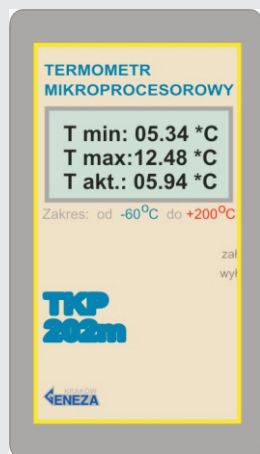 TERMOMETR
MIKROPROCESOROWY
T min: 05.34 *C
T max:12.48 *C
T akt.: 05.94 *C
Zakres: od -60°C do +200°C
zał
wył
TKP
202m
KRAKÓW
GENEZA